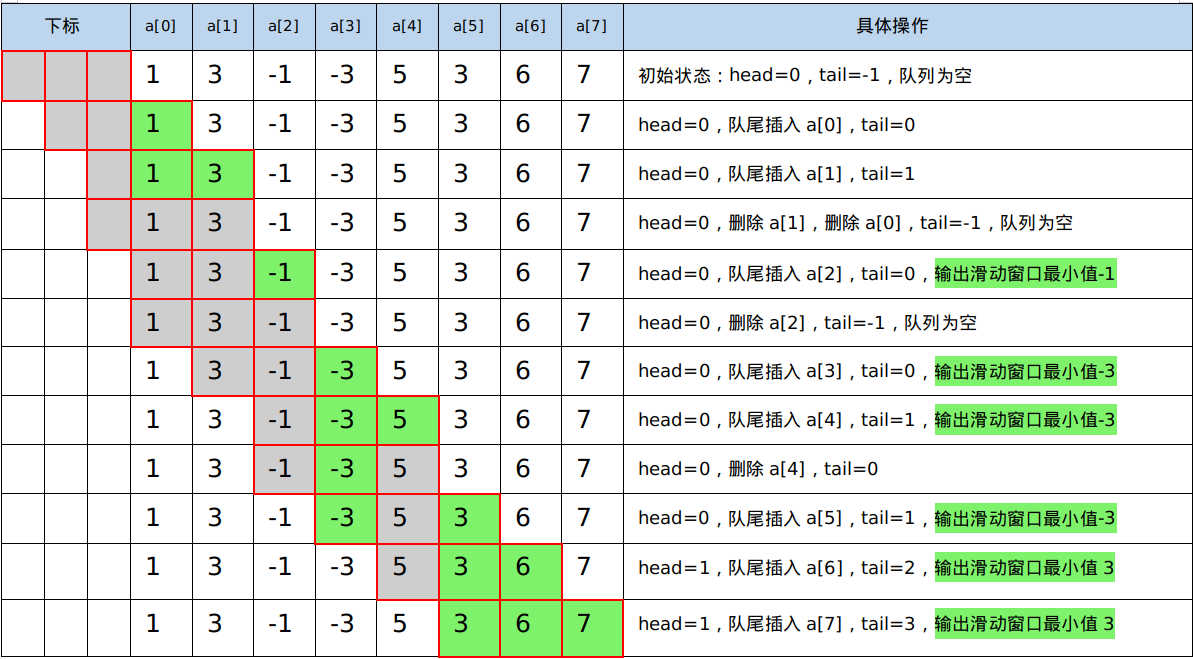 下标 a[0] a[1] a[2] a[3] a[4] a[5] a[6] a[7] 具体操作
1 3 -1 -3 5 3 6 7 初始状态：head=0，tail=-1，队列为空
1 3 -1 -3 5 3 6 7 head=0，队尾插入 a[0]，tail=0
1 3 -1 -3 5 3 6 7 head=0，队尾插入 a[1]，tail=1
1 3 -1 -3 5 3 6 7 head=0，删除 a[1]，删除 a[0]，tail=-1，队列为空
1 3 -1 -3 5 3 6 7 head=0，队尾插入 a[2]，tail=0，输出滑动窗口最小值-1
1 3 -1 -3 5 3 6 7 head=0，删除 a[2]，tail=-1，队列为空
1 3 -1 -3 5 3 6 7 head=0，队尾插入 a[3]，tail=0，输出滑动窗口最小值-3
1 3 -1 -3 5 3 6 7 head=0，队尾插入 a[4]，tail=1，输出滑动窗口最小值-3
1 3 -1 -3 5 3 6 7 head=0，删除 a[4]，tail=0
1 3 -1 -3 5 3 6 7 head=0，队尾插入 a[5]，tail=1，输出滑动窗口最小值-3
1 3 -1 -3 5 3 6 7 head=1，队尾插入 a[6]，tail=2，输出滑动窗口最小值 3
1 3 -1 -3 5 3 6 7 head=1，队尾插入 a[7]，tail=3，输出滑动窗口最小值 3